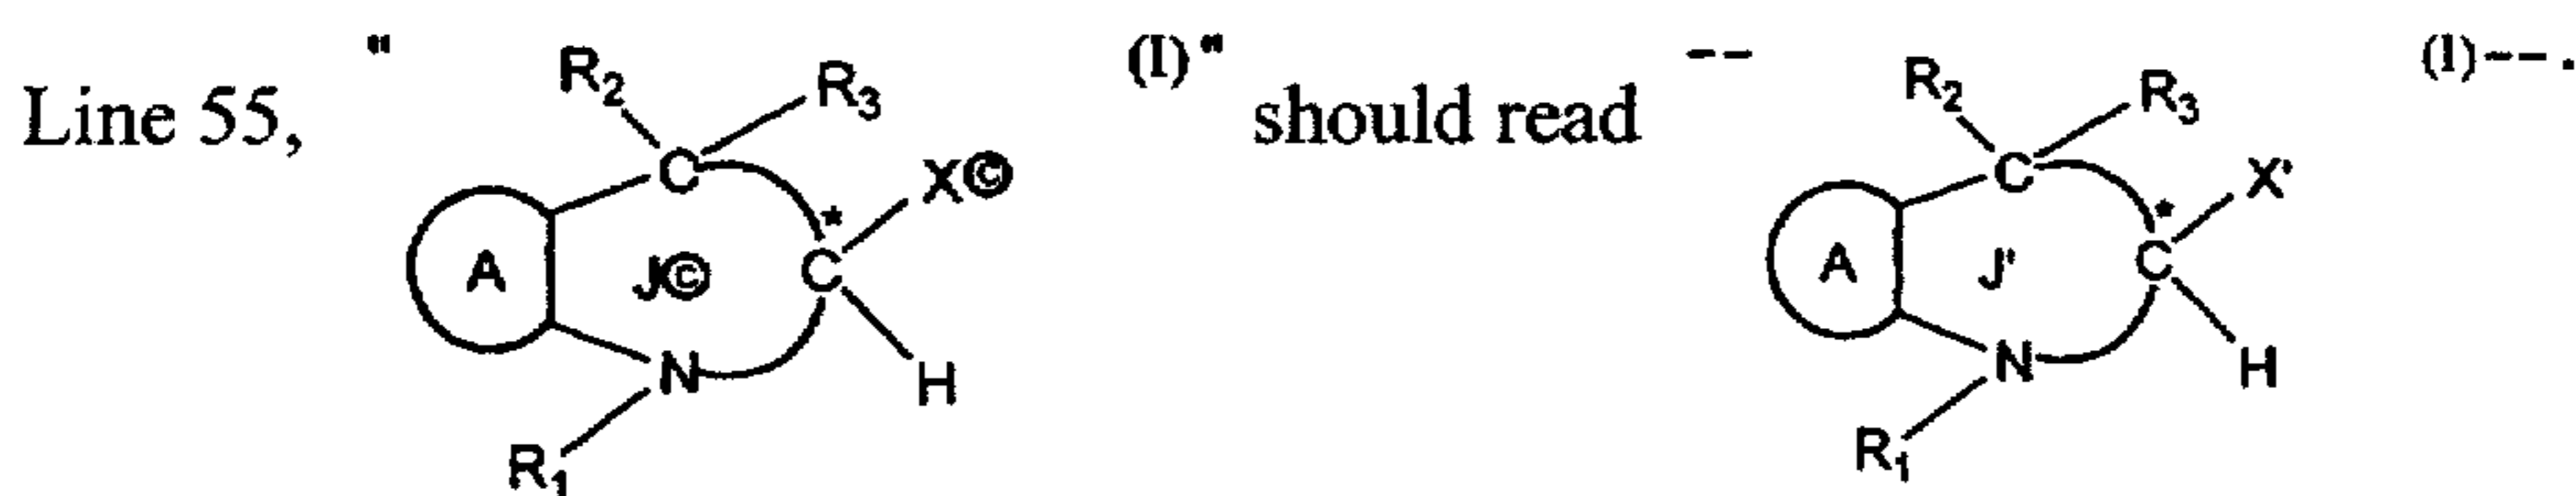 Line 55, " (I)" should read -- (I)--.
R₂ R₃ R₂ R₃
C X© C X'
A J© * C A J' * C
N H N H
R₁ R₁